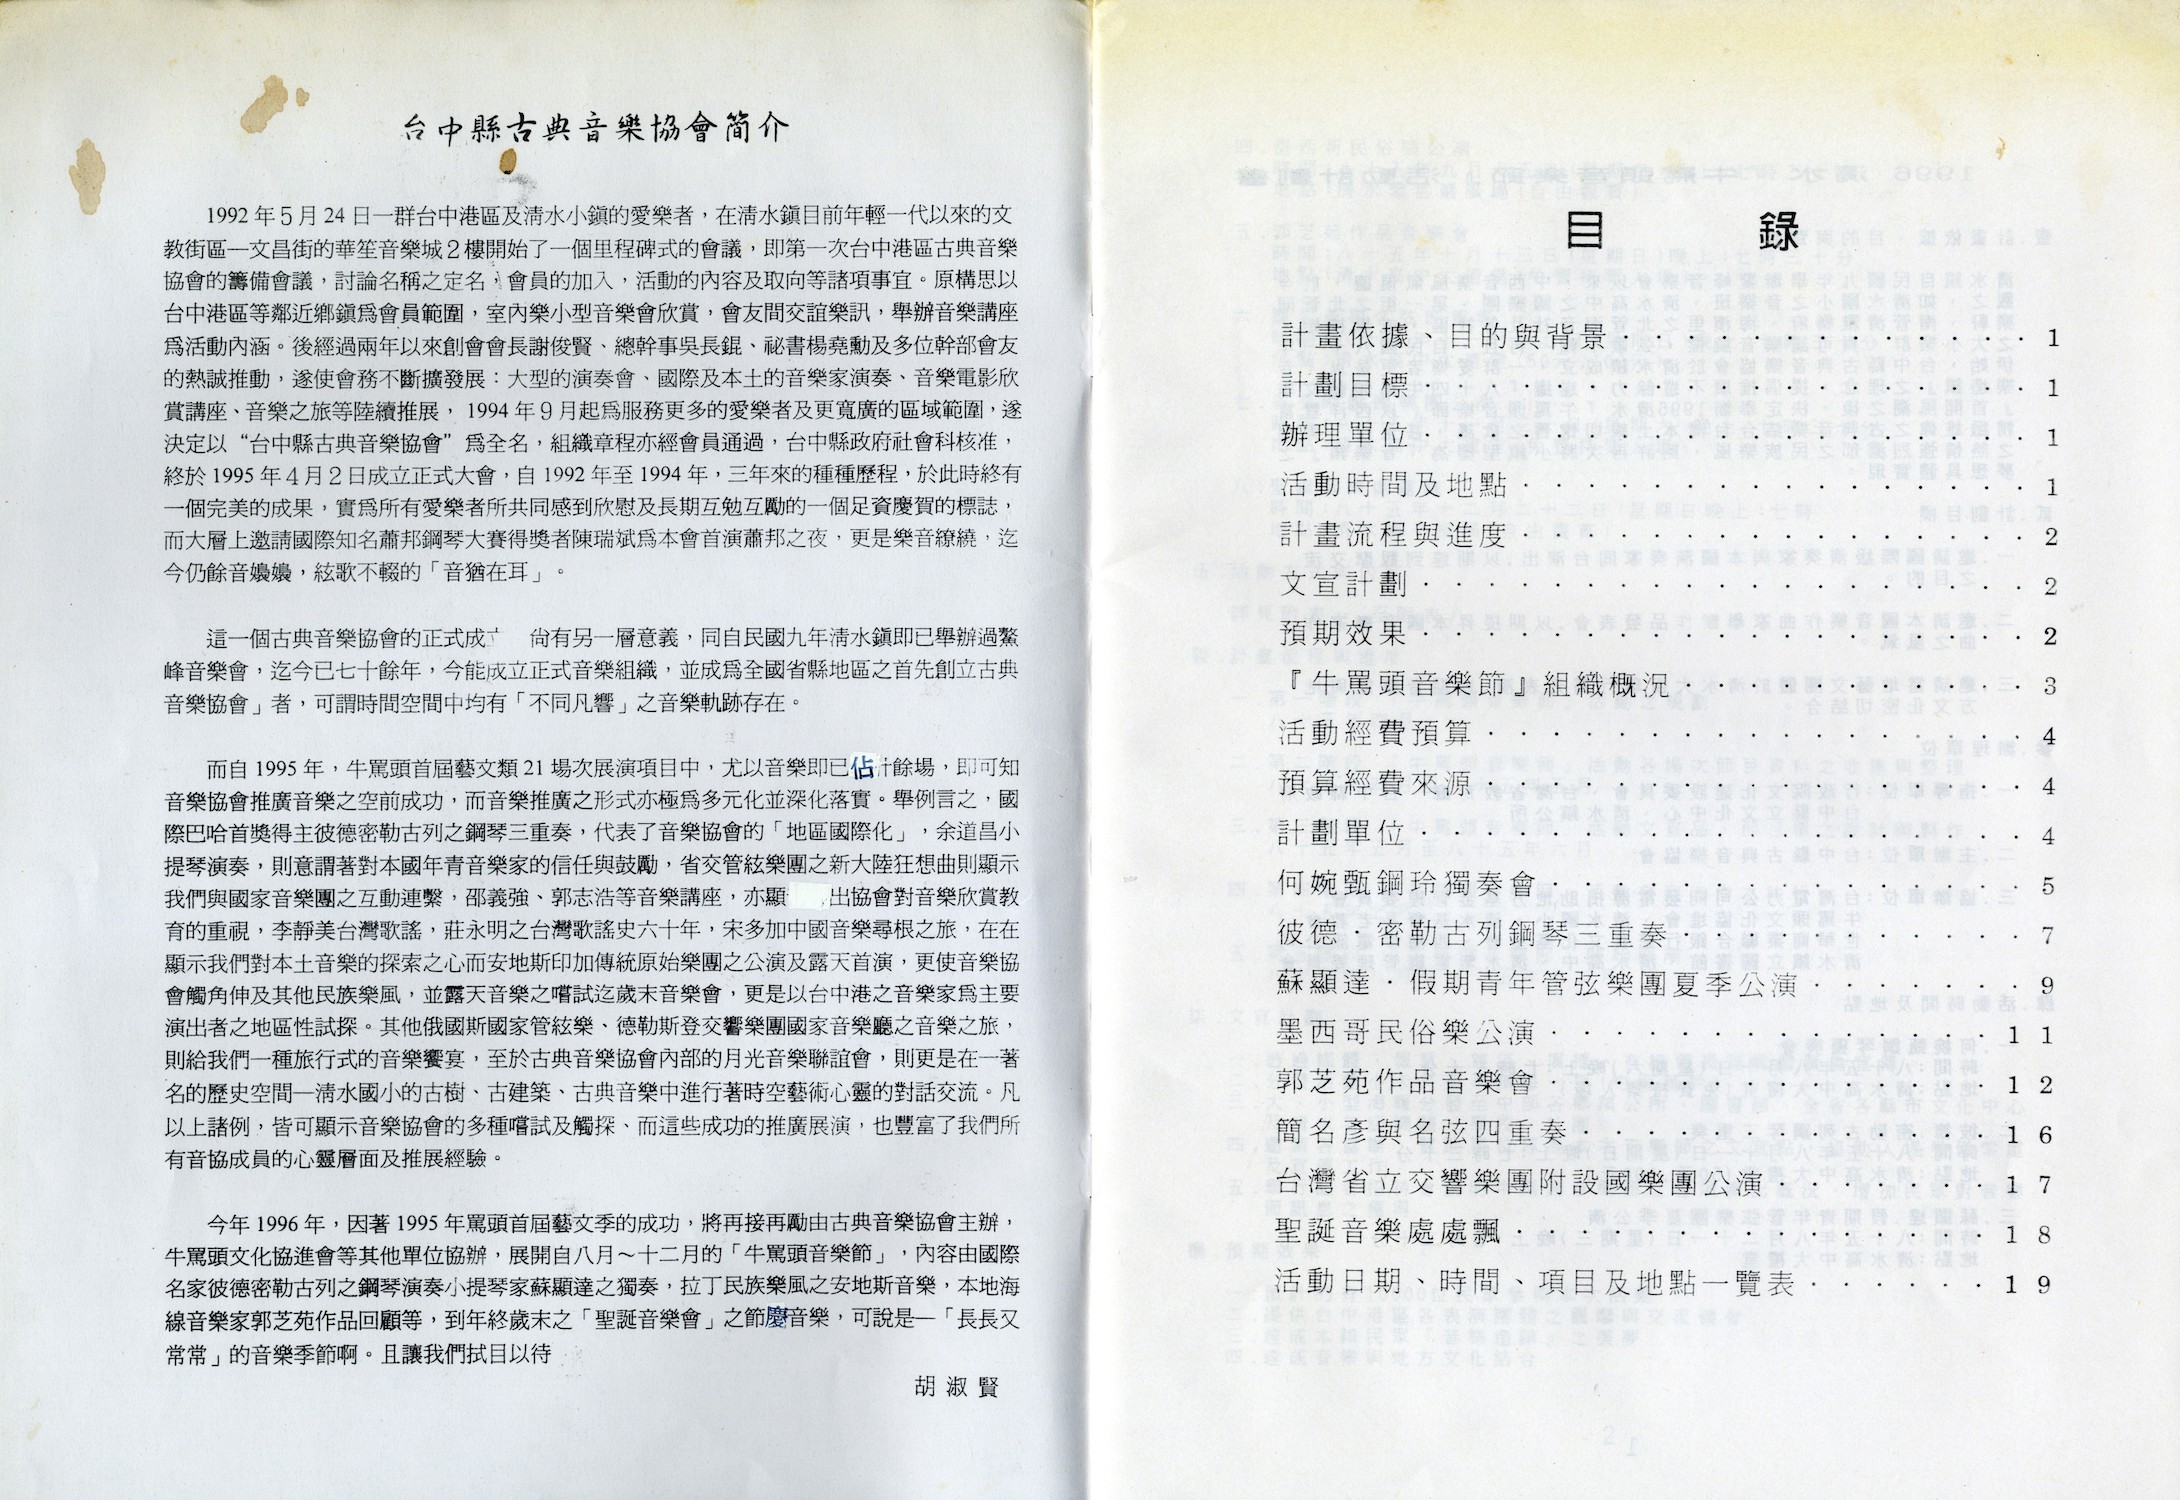 台中縣古典音樂協會簡介
1992年5月24日一群台中港區及清水小鎮的愛樂者，在清水鎮目前年輕一代以來的文
教街區—文昌街的華笙音樂城2樓開始了一個里程碑式的會議，即第一次台中港區古典音樂
協會的籌備會議，討論名稱之定名，會員的加入，活動的內容及取向等諸項事宜。原構思以
台中港區等鄰近鄉鎮為會員範圍，室內樂小型音樂會欣賞，會友間交誼樂訊，舉辦音樂講座
為活動內涵。後經過兩年以來創會會長謝俊賢、總幹事吳長錕、祕書楊堯勳及多位幹部會友
的熱誠推動，遂使會務不斷擴發展：大型的演奏會、國際及本土的音樂家演奏、音樂電影欣
賞講座、音樂之旅等陸續推展，1994年9月起為服務更多的愛樂者及更寬廣的區域範圍，遂
決定以“台中縣古典音樂協會”為全名，組織章程亦經會員通過，台中縣政府社會科核准，
終於1995年4月2日成立正式大會，自1992年至1994年，三年來的種種歷程，於此時終有
一個完美的成果，實為所有愛樂者所共同感到欣慰及長期互勉互勵的一個足資慶賀的標誌，
而大層上邀請國際知名蕭邦鋼琴大賽得獎者陳瑞斌為本會首演蕭邦之夜，更是樂音繚繞，迄
今仍餘音嬝嬝，絃歌不輟的「音猶在耳」。
這一個古典音樂協會的正式成立　尚有另一層意義，同自民國九年清水鎮即已舉辦過鰲
峰音樂會，迄今已七十餘年，今能成立正式音樂組織，並成為全國省縣地區之首先創立古典
音樂協會」者，可謂時間空間中均有「不同凡響」之音樂軌跡存在。
而自1995年，牛罵頭首屆藝文類21場次展演項目中，尤以音樂即已佔十餘場，即可知
音樂協會推廣音樂之空前成功，而音樂推廣之形式亦極為多元化並深化落實。舉例言之，國
際巴哈首獎得主彼德密勒古列之鋼琴三重奏，代表了音樂協會的「地區國際化」，余道昌小
提琴演奏，則意謂著對本國年青音樂家的信任與鼓勵，省交管絃樂團之新大陸狂想曲則顯示
我們與國家音樂團之互動連繫，邵義強、郭志浩等音樂講座，亦顯　出協會對音樂欣賞教
育的重視，李靜美台灣歌謠，莊永明之台灣歌謠史六十年，宋多加中國音樂尋根之旅，在在
顯示我們對本土音樂的探索之心而安地斯印加傳統原始樂團之公演及露天首演，更使音樂協
會觸角伸及其他民族樂風，並露天音樂之嚐試迄歲末音樂會，更是以台中港之音樂家為主要
演出者之地區性試探。其他俄國斯國家管絃樂、德勒斯登交響樂團國家音樂廳之音樂之旅，
則給我們一種旅行式的音樂饗宴，至於古典音樂協會內部的月光音樂聯誼會，則更是在一著
名的歷史空間—清水國小的古樹、古建築、古典音樂中進行著時空藝術心靈的對話交流。凡
以上諸例，皆可顯示音樂協會的多種嚐試及觸探、而這些成功的推廣展演，也豐富了我們所
有音協成員的心靈層面及推展經驗。
今年1996年，因著1995年罵頭首屆藝文季的成功，將再接再勵由古典音樂協會主辦，
牛罵頭文化協進會等其他單位協辦，展開自八月～十二月的「牛罵頭音樂節」，內容由國際
名家彼德密勒古列之鋼琴演奏小提琴家蘇顯達之獨奏，拉丁民族樂風之安地斯音樂，本地海
線音樂家郭芝苑作品回顧等，到年終歲末之「聖誕音樂會」之節慶音樂，可說是一「長長又
常常」的音樂季節啊。且讓我們拭目以待
胡淑賢
目　錄
計畫依據、目的與背景・・・・・・・・・・・・・1
計劃目標・・・・・・・・・・・・・・・・・・・1
辦理單位・・・・・・・・・・・・・・・・・・・1
活動時間及地點・・・・・・・・・・・・・・・・1
計畫流程與進度・・・・・・・・・・・・・・・・2
文宣計劃・・・・・・・・・・・・・・・・・・・2
預期效果・・・・・・・・・・・・・・・・・・・2
『牛罵頭音樂節』組織概況・・・・・・・・・・・3
活動經費預算・・・・・・・・・・・・・・・・・4
預算經費來源・・・・・・・・・・・・・・・・・4
計劃單位・・・・・・・・・・・・・・・・・・・4
何婉甄鋼玲獨奏會・・・・・・・・・・・・・・・5
彼德・密勒古列鋼琴三重奏・・・・・・・・・・・7
蘇顯達・假期青年管弦樂團夏季公演・・・・・・・9
墨西哥民俗樂公演・・・・・・・・・・・・・・11
郭芝苑作品音樂會・・・・・・・・・・・・・・12
簡名彥與名弦四重奏・・・・・・・・・・・・・16
台灣省立交響樂團附設國樂團公演・・・・・・・17
聖誕音樂處處飄・・・・・・・・・・・・・・・18
活動日期、時間、項目及地點一覽表・・・・・・19